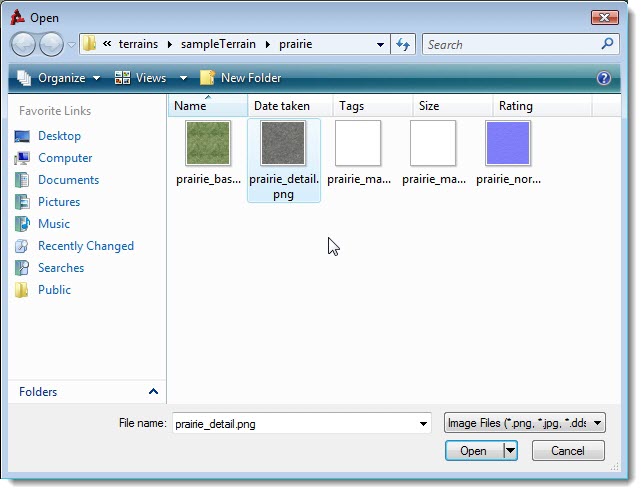 Open
« terrains ▸ sampleTerrain ▸ prairie
Search
Organize
Views
New Folder
Name
Date taken
Tags
Size
Rating
Favorite Links
Desktop
Computer
Documents
Pictures
Music
Recently Changed
Searches
Public
Folders
prairie_bas...
prairie_detail.
png
prairie_ma...
prairie_ma...
prairie_nor...
File name:
prairie_detail.png
Image Files (*.png, *.jpg, *.dds
Open
Cancel